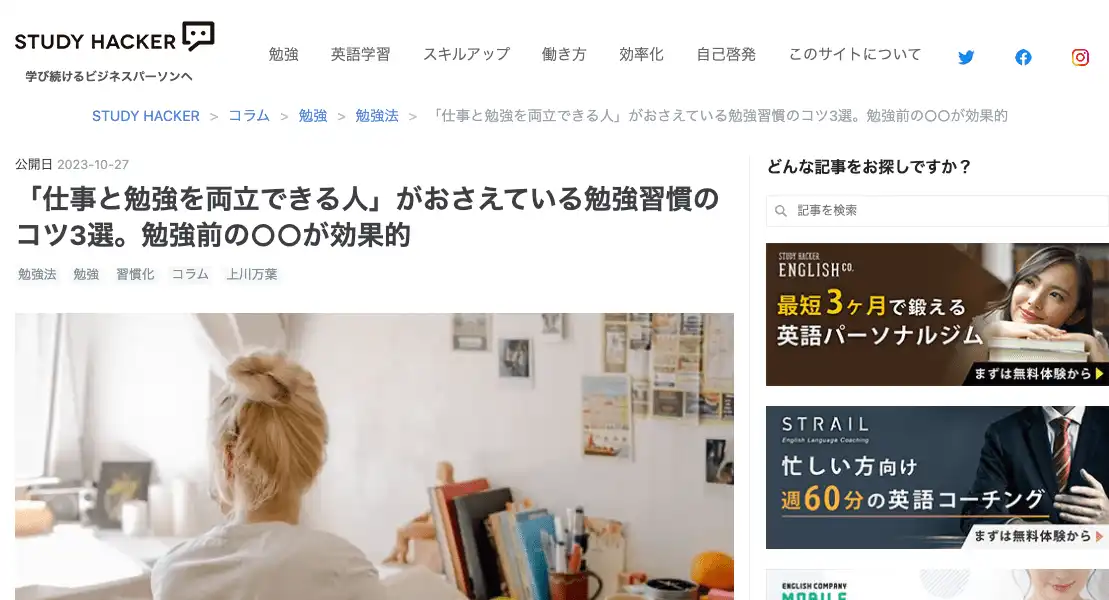 STUDY HACKER
学び続けるビジネスパーソンへ
勉強 英語学習 スキルアップ 働き方 効率化 自己啓発 このサイトについて
STUDY HACKER > コラム > 勉強 > 勉強法 > 「仕事と勉強を両立できる人」がおさえている勉強習慣のコツ3選。勉強前の〇〇が効果的
公開日 2023-10-27
「仕事と勉強を両立できる人」がおさえている勉強習慣の
コツ3選。勉強前の〇〇が効果的
勉強法 勉強 習慣化 コラム 上川万葉
どんな記事をお探しですか？
記事を検索
STUDY HACKER
ENGLISH CO.
最短3ヶ月で鍛える
英語パーソナルジム
まずは無料体験から
STRAIL
English Language Coaching
忙しい方向け
週60分の英語コーチング
まずは無料体験から
ENGLISH COMPANY
MOBILE